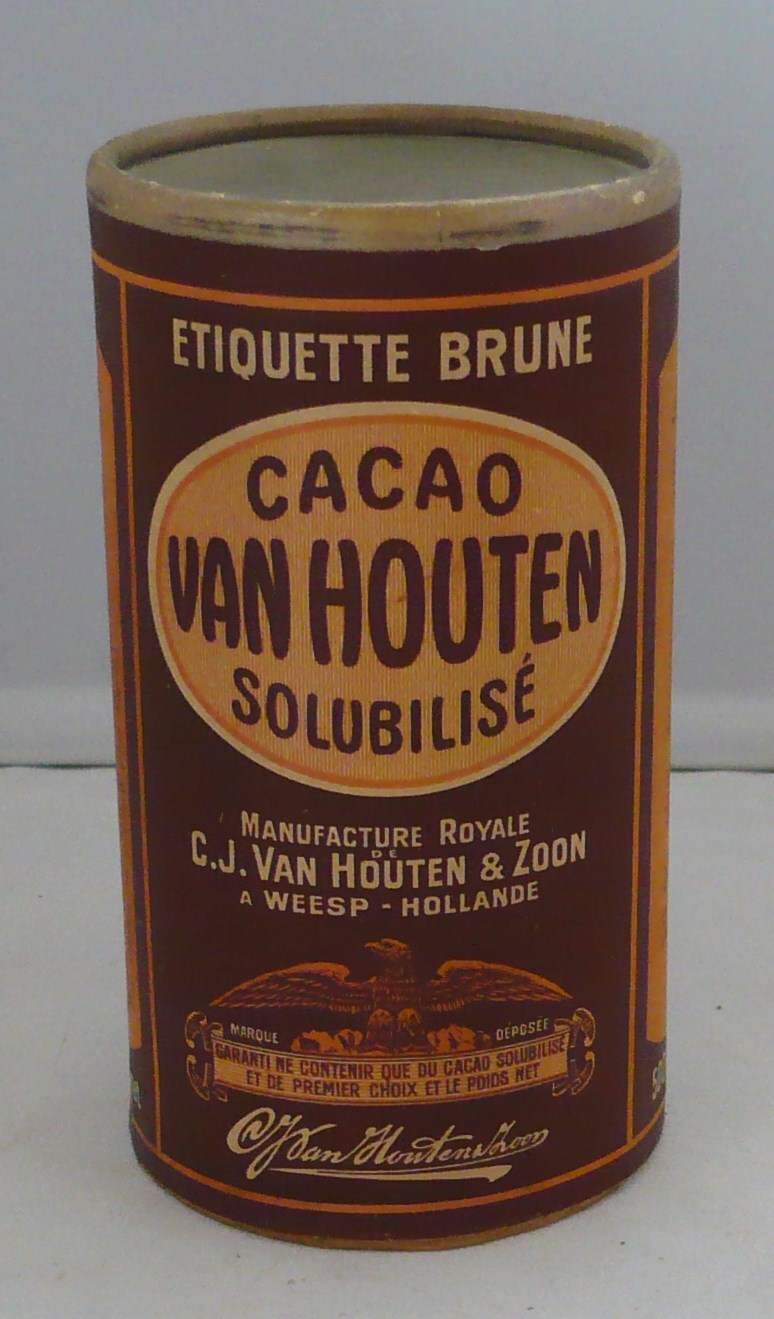 ETIQUETTE BRUNE
CACAO
VAN HOUTEN
SOLUBILISÉ
MANUFACTURE ROYALE
DE
C.J. VAN HOUTEN & ZOON
A WEESP - HOLLANDE
MARQUE DÉPOSÉE
GARANTI NE CONTENIR QUE DU CACAO SOLUBILISÉ
ET DE PREMIER CHOIX ET LE POIDS NET
CJ Van Houten & Zoon